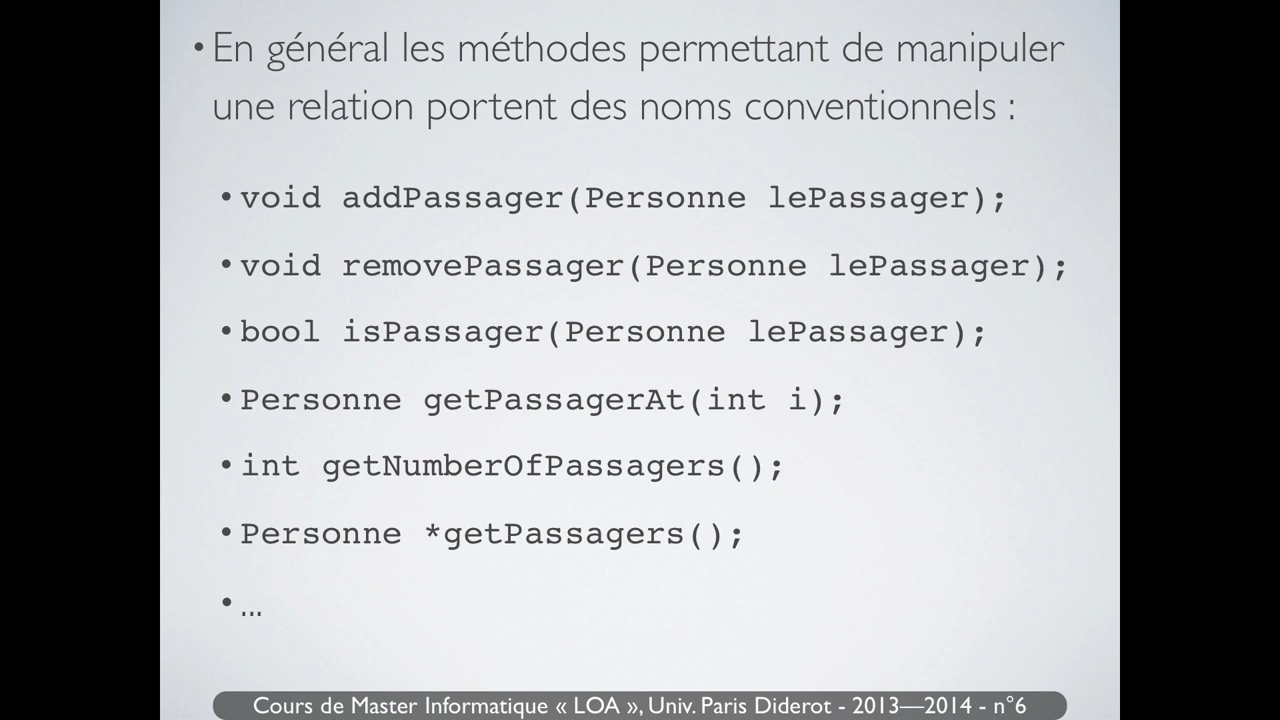 • En général les méthodes permettant de manipuler
une relation portent des noms conventionnels :
• void addPassager(Personne lePassager);
• void removePassager(Personne lePassager);
• bool isPassager(Personne lePassager);
• Personne getPassagerAt(int i);
• int getNumberOfPassagers();
• Personne *getPassagers();
• ...
Cours de Master Informatique « LOA », Univ. Paris Diderot - 2013—2014 - n°6